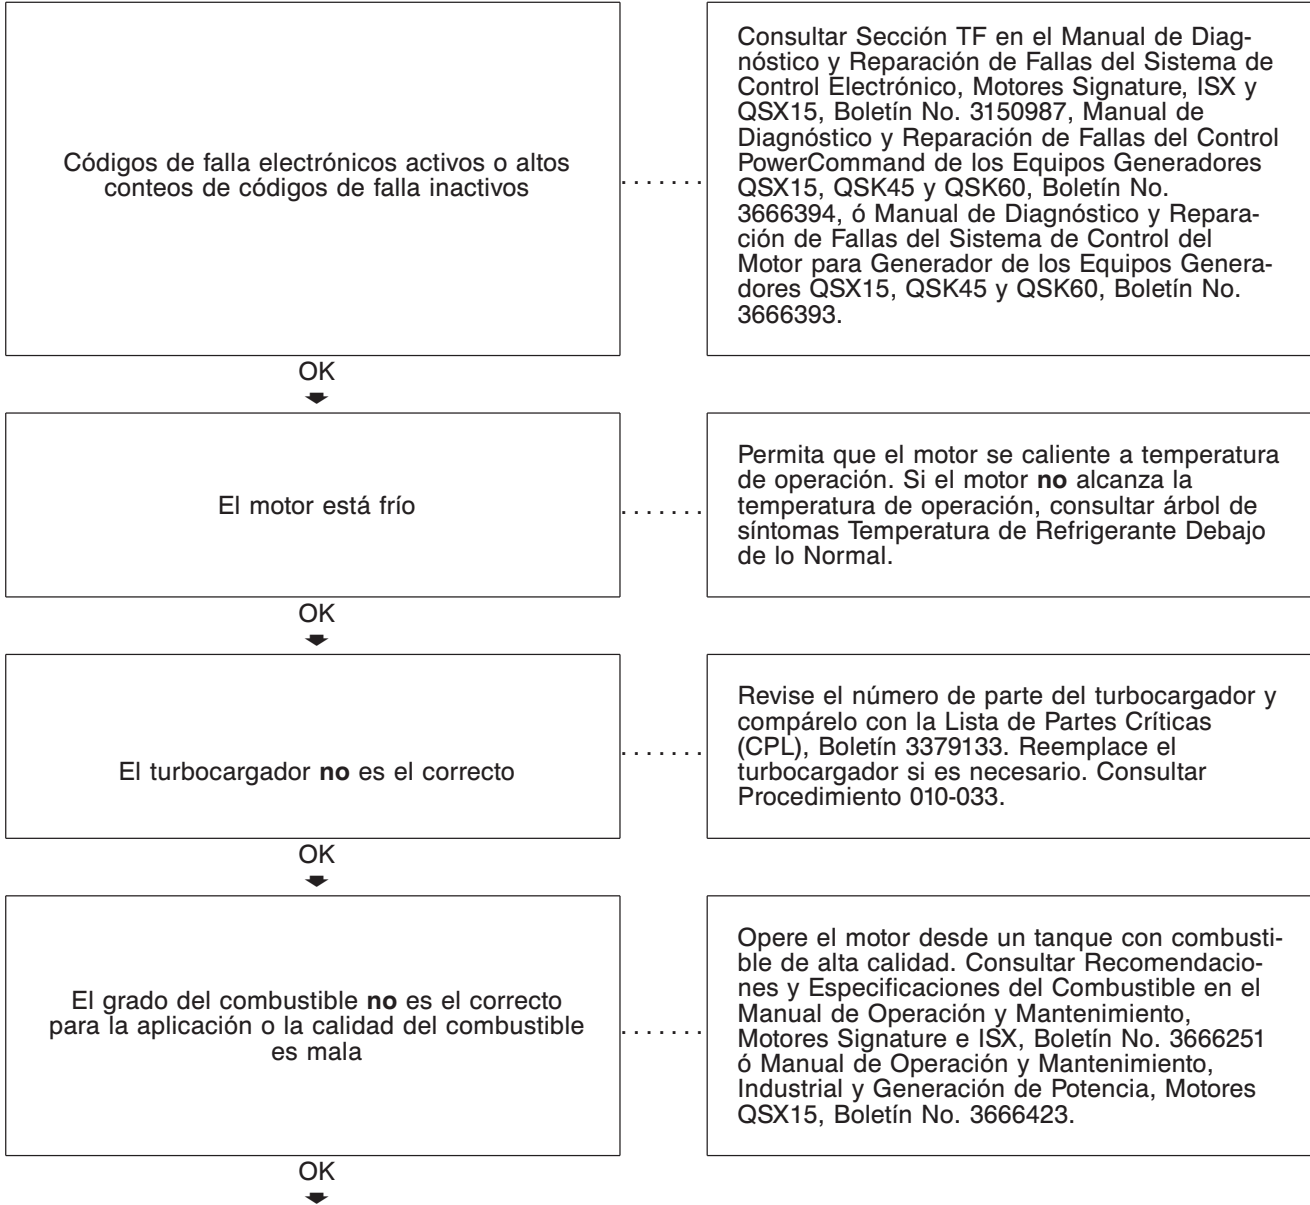 Códigos de falla electrónicos activos o altos
conteos de códigos de falla inactivos
. . . . . . .
Consultar Sección TF en el Manual de Diag-
nóstico y Reparación de Fallas del Sistema de
Control Electrónico, Motores Signature, ISX y
QSX15, Boletín No. 3150987, Manual de
Diagnóstico y Reparación de Fallas del Control
PowerCommand de los Equipos Generadores
QSX15, QSK45 y QSK60, Boletín No.
3666394, ó Manual de Diagnóstico y Repara-
ción de Fallas del Sistema de Control del
Motor para Generador de los Equipos Genera-
dores QSX15, QSK45 y QSK60, Boletín No.
3666393.
OK
El motor está frío
. . . . . . .
Permita que el motor se caliente a temperatura
de operación. Si el motor no alcanza la
temperatura de operación, consultar árbol de
síntomas Temperatura de Refrigerante Debajo
de lo Normal.
OK
El turbocargador no es el correcto
. . . . . . .
Revise el número de parte del turbocargador y
compárelo con la Lista de Partes Críticas
(CPL), Boletín 3379133. Reemplace el
turbocargador si es necesario. Consultar
Procedimiento 010-033.
OK
El grado del combustible no es el correcto
para la aplicación o la calidad del combustible
es mala
. . . . . . .
Opere el motor desde un tanque con combusti-
ble de alta calidad. Consultar Recomendacio-
nes y Especificaciones del Combustible en el
Manual de Operación y Mantenimiento,
Motores Signature e ISX, Boletín No. 3666251
ó Manual de Operación y Mantenimiento,
Industrial y Generación de Potencia, Motores
QSX15, Boletín No. 3666423.
OK